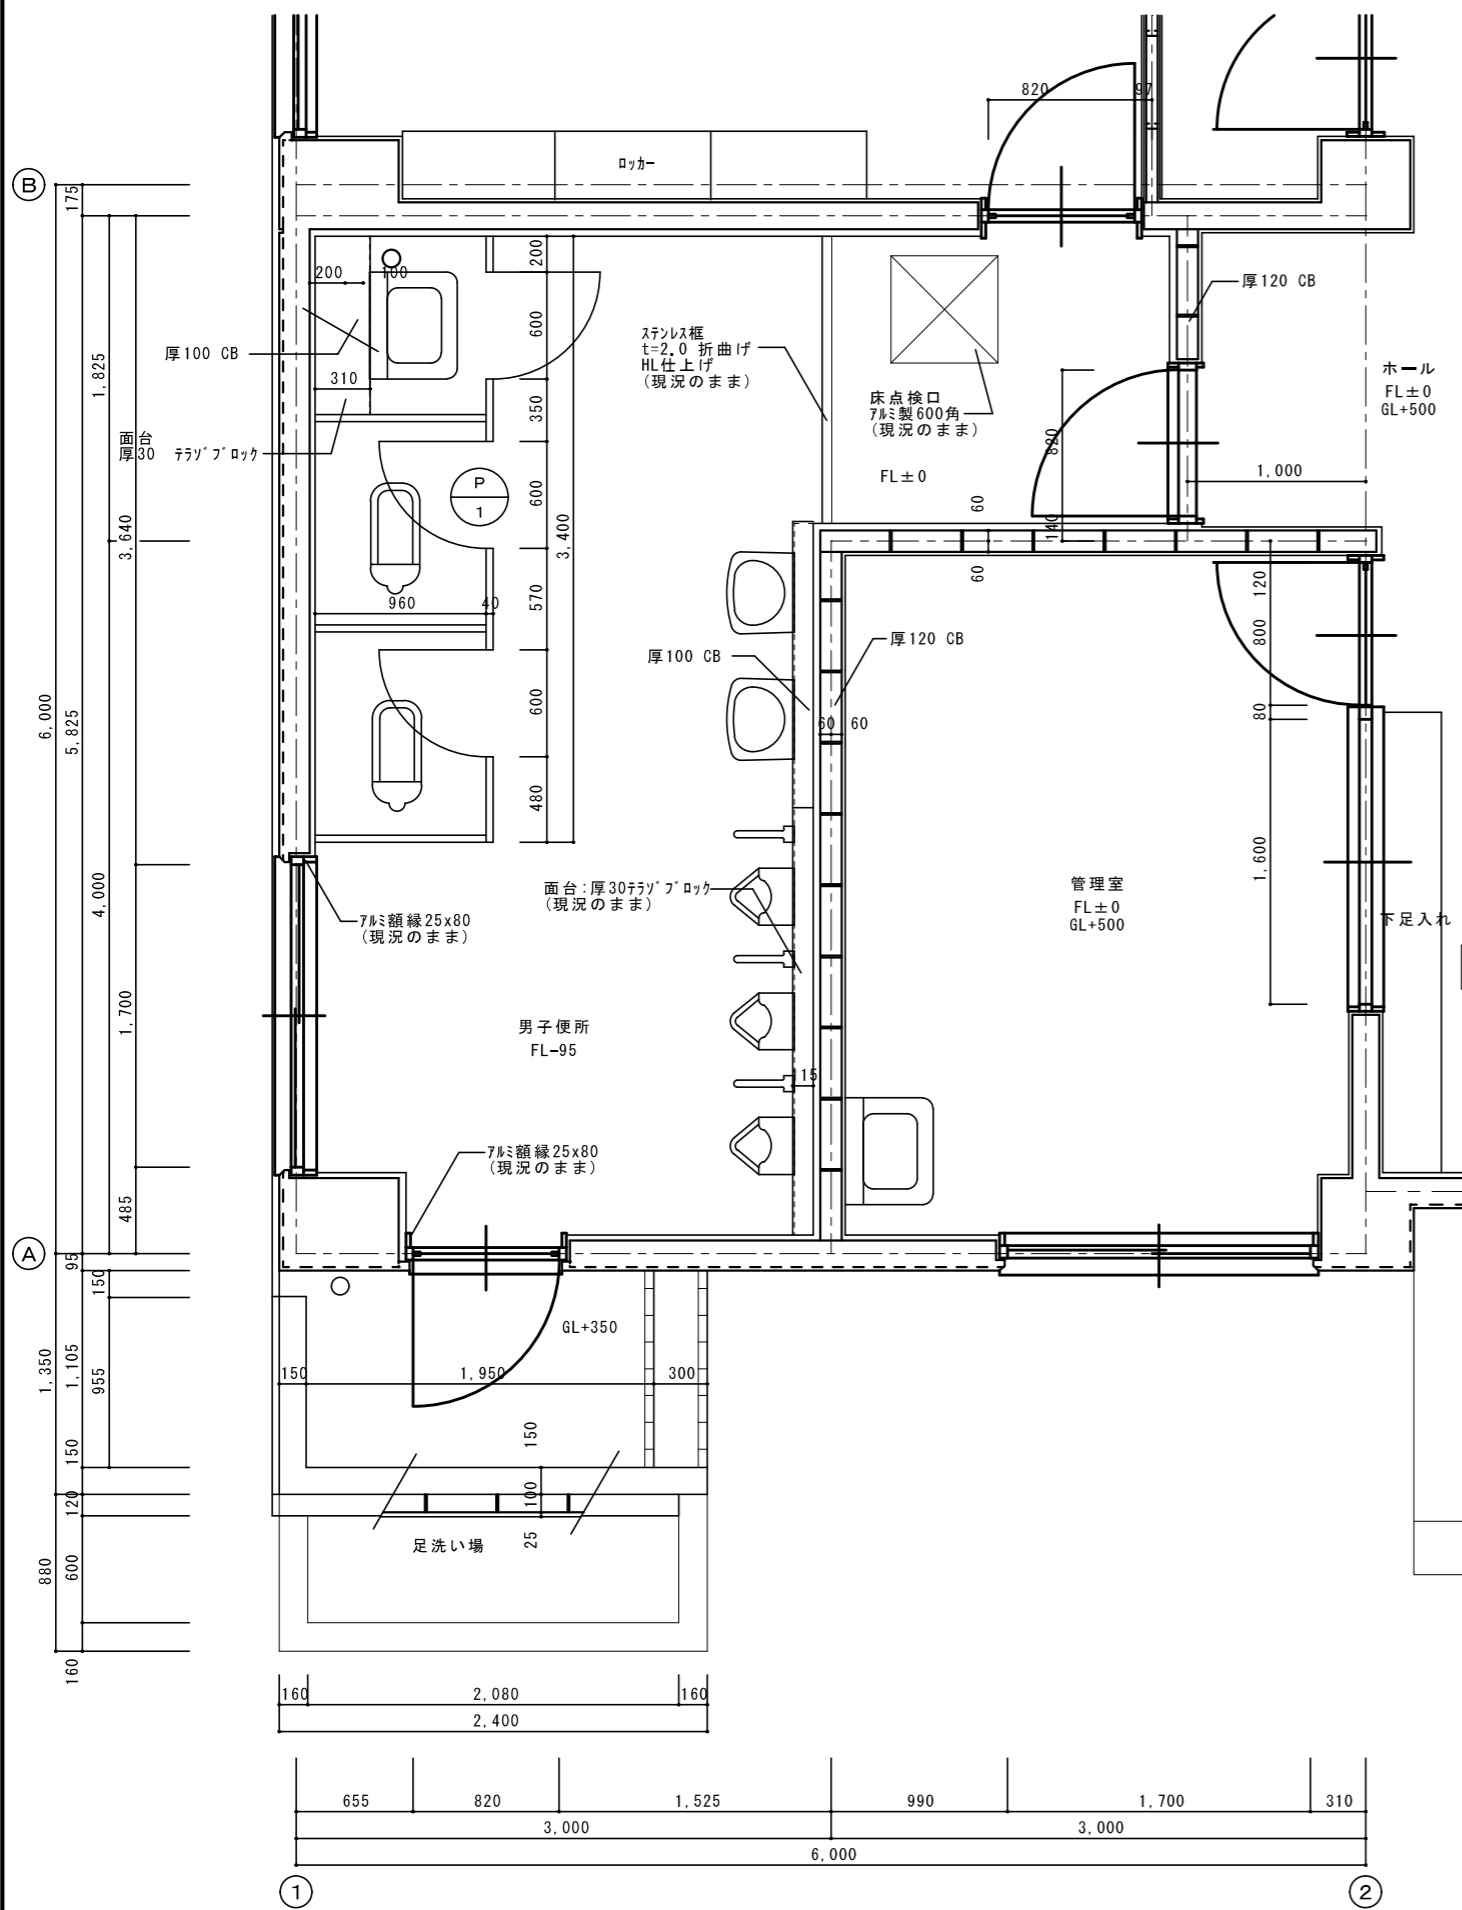 820
97
ロッカー
B
175
200
100
200
600
厚120 CB
厚100 CB
310
ステンレス框
t=2.0 折曲げ
HL仕上げ
(現況のまま)
ホール
FL±0
GL+500
床点検口
アルミ製600角
(現況のまま)
1,825
350
面台
厚30 テラゾブロック
820
1,000
FL±0
P
1
600
60
140
3,640
3,400
60
120
570
960
40
800
厚120 CB
厚100 CB
600
80
6,000
5,825
60
60
480
1,600
4,000
面台:厚30テラゾブロック
(現況のまま)
管理室
FL±0
GL+500
アルミ額縁25x80
(現況のまま)
下足入れ
1,700
男子便所
FL-95
15
アルミ額縁25x80
(現況のまま)
485
A
95
150
GL+350
1,350
1,105
955
150
1,950
300
150
150
120
100
25
足洗い場
880
600
160
160
2,080
160
2,400
655
820
1,525
990
1,700
310
3,000
3,000
6,000
1
2